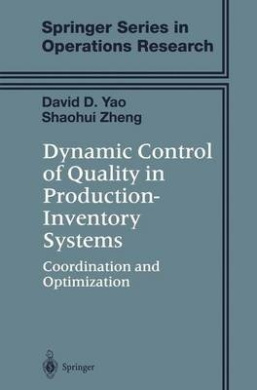 Springer Series in
Operations Research
David D. Yao
Shaohui Zheng
Dynamic Control
of Quality in
Production-
Inventory
Systems
Coordination and
Optimization
Springer